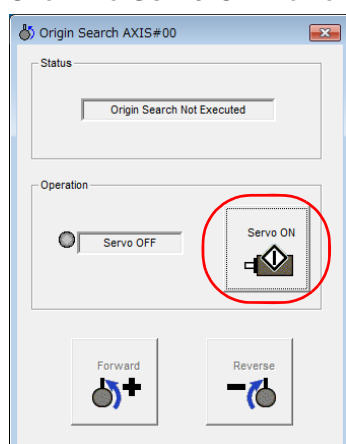 Origin Search AXIS#00
Status
Origin Search Not Executed
Operation
Servo OFF
Servo ON
Forward
Reverse